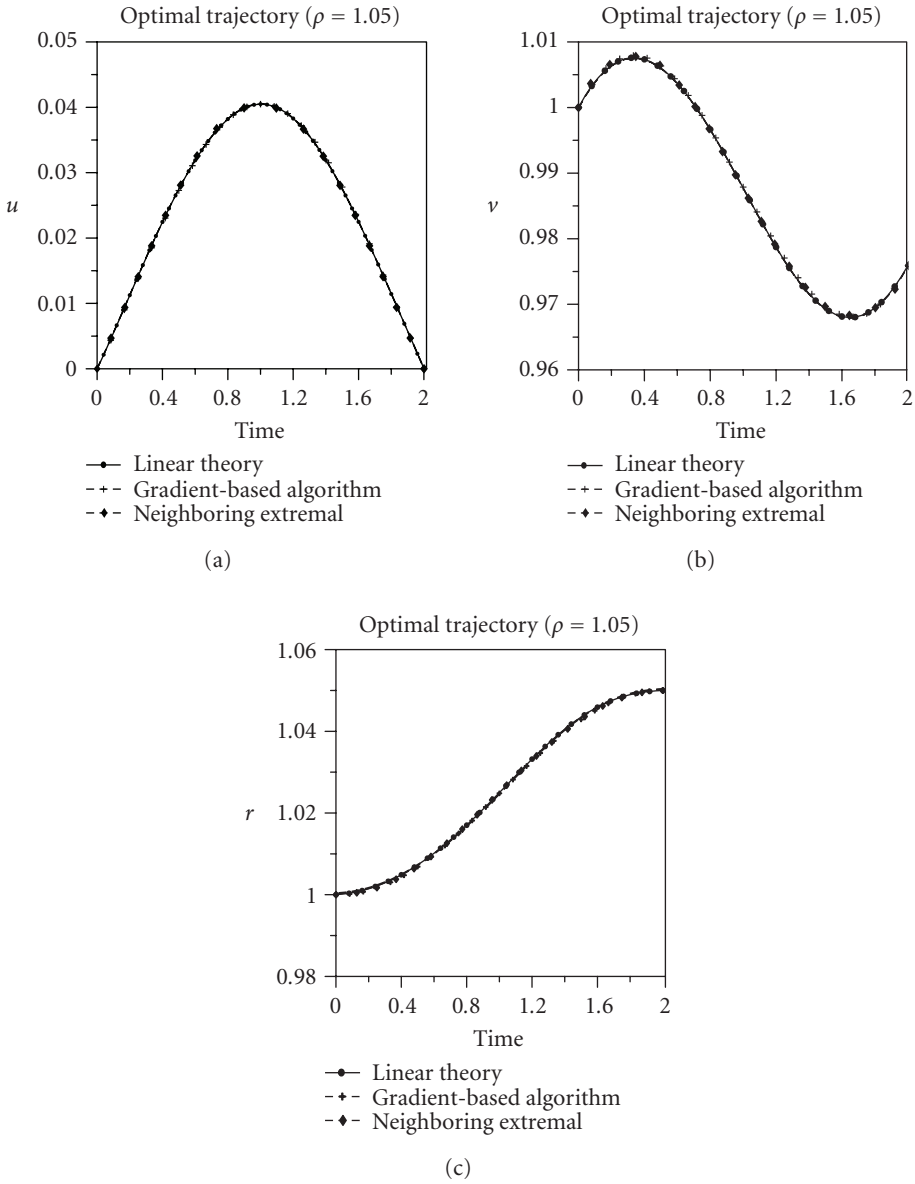 Optimal trajectory (ρ = 1.05)
0.05
0.04
0.03
0.02
0.01
0
u
0 0.4 0.8 1.2 1.6 2
Time
Linear theory
Gradient-based algorithm
Neighboring extremal
(a)
Optimal trajectory (ρ = 1.05)
1.01
1
0.99
0.98
0.97
0.96
v
0 0.4 0.8 1.2 1.6 2
Time
Linear theory
Gradient-based algorithm
Neighboring extremal
(b)
Optimal trajectory (ρ = 1.05)
1.06
1.04
1.02
1
0.98
r
0 0.4 0.8 1.2 1.6 2
Time
Linear theory
Gradient-based algorithm
Neighboring extremal
(c)